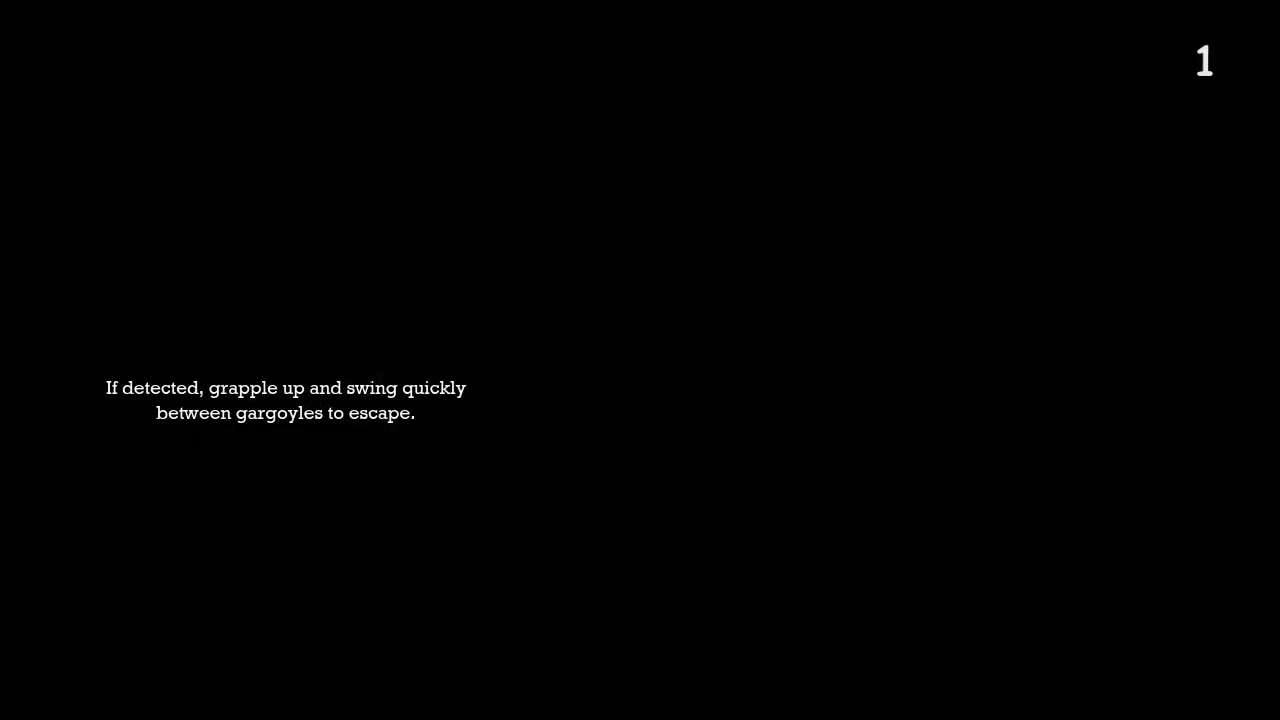 1
If detected, grapple up and swing quickly
between gargoyles to escape.